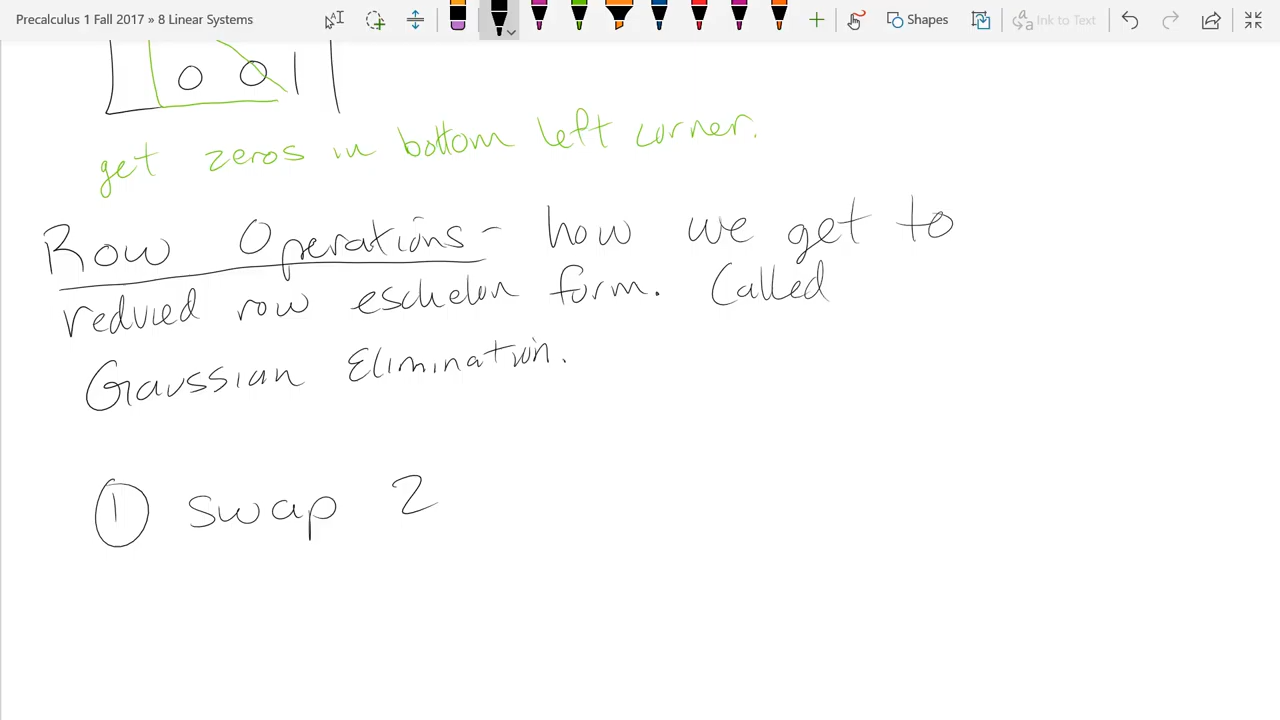 Precalculus 1 Fall 2017 » 8 Linear Systems
Shapes
Ink to Text
0 0 1
get zeros in bottom left corner.
Row Operations - how we get to
reduced row eschelon form. Called
Gaussian Elimination.
① swap 2